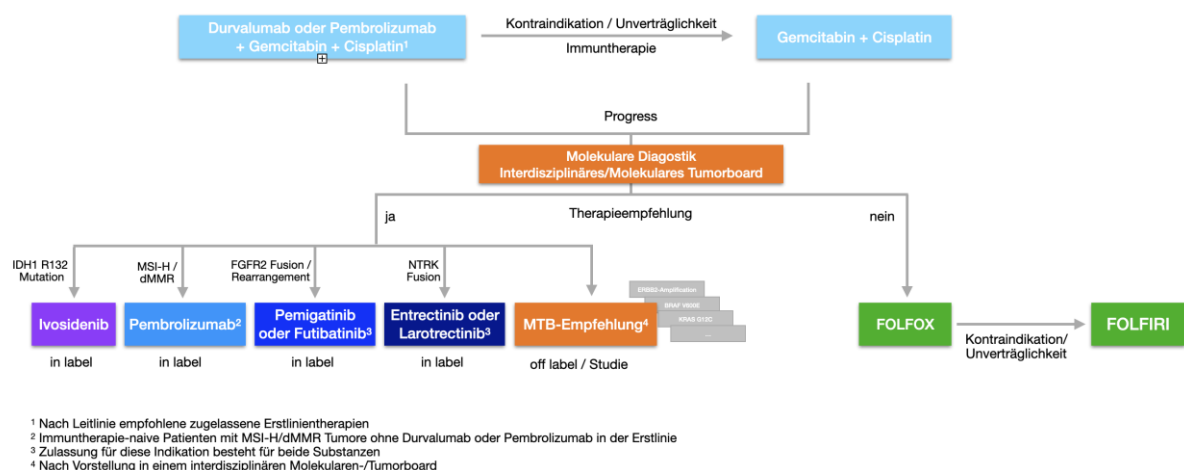 Durvalumab oder Pembrolizumab
+ Gemcitabin + Cisplatin¹
Kontraindikation / Unverträglichkeit
Immuntherapie
Gemcitabin + Cisplatin
Progress
Molekulare Diagostik
Interdisziplinäres/Molekulares Tumorboard
ja
Therapieempfehlung
nein
IDH1 R132
Mutation
MSI-H /
dMMR
FGFR2 Fusion /
Rearrangement
NTRK
Fusion
ERBB2-Amplification
BRAF V600E
KRAS G12C
....
Ivosidenib
Pembrolizumab²
Pemigatinib
oder Futibatinib³
Entrectinib oder
Larotrectinib³
MTB-Empfehlung⁴
FOLFOX
Kontraindikation/
Unverträglichkeit
FOLFIRI
in label
in label
in label
in label
off label / Studie
¹ Nach Leitlinie empfohlene zugelassene Erstlinientherapien
² Immuntherapie-naive Patienten mit MSI-H/dMMR Tumore ohne Durvalumab oder Pembrolizumab in der Erstlinie
³ Zulassung für diese Indikation besteht für beide Substanzen
⁴ Nach Vorstellung in einem interdisziplinären Molekularen-/Tumorboard